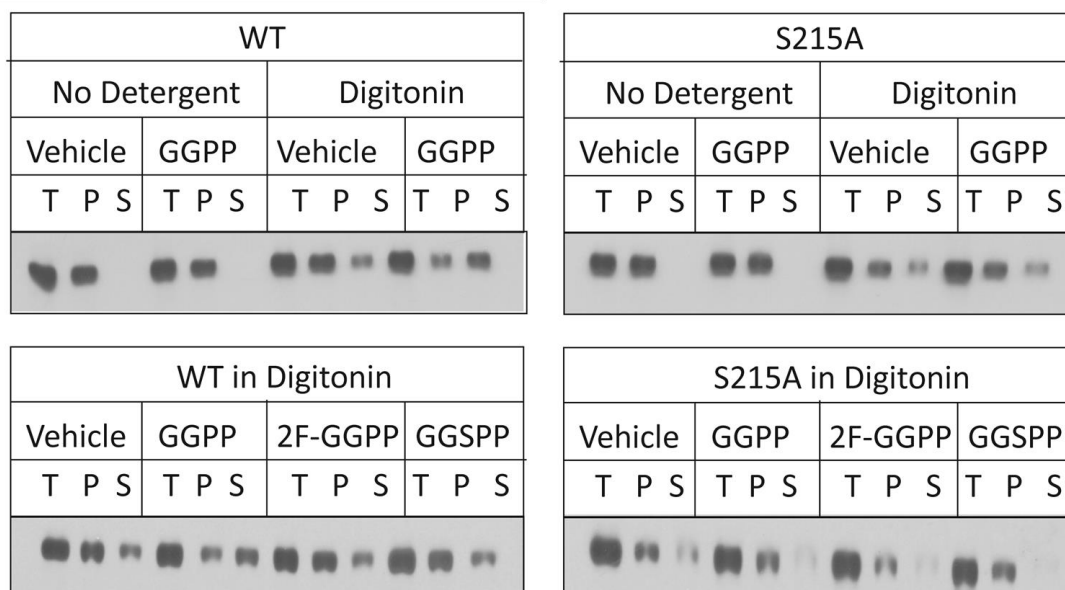 WT
No Detergent Digitonin
Vehicle GGPP Vehicle GGPP
T P S T P S T P S T P S
S215A
No Detergent Digitonin
Vehicle GGPP Vehicle GGPP
T P S T P S T P S T P S
WT in Digitonin
Vehicle GGPP 2F-GGPP GGSPP
T P S T P S T P S T P S
S215A in Digitonin
Vehicle GGPP 2F-GGPP GGSPP
T P S T P S T P S T P S